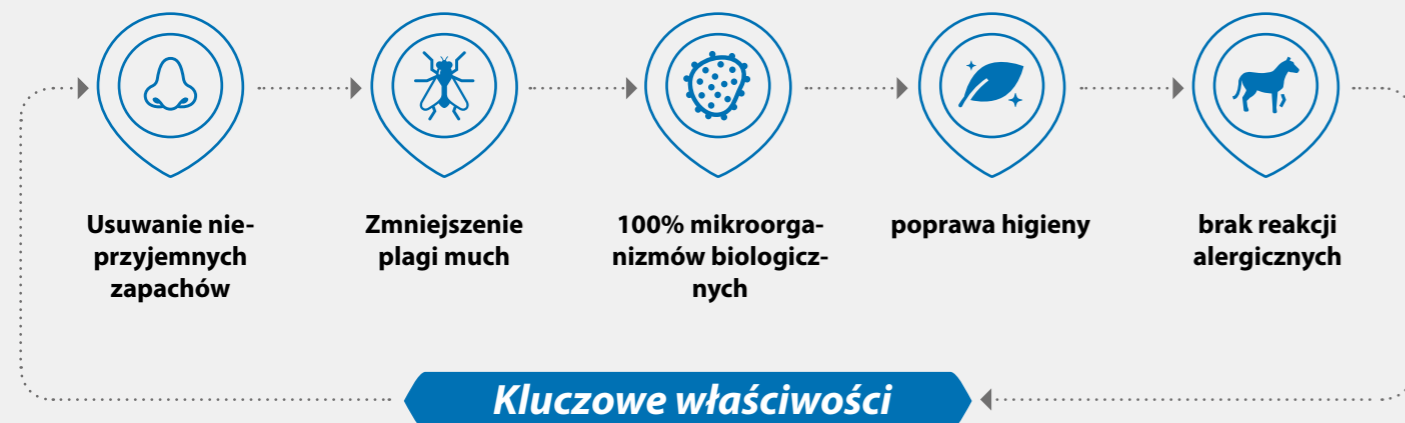 Usuwanie nie-
przyjemnych
zapachów
Zmniejszenie
plagi much
100% mikroorga-
nizmów biologicz-
nych
poprawa higieny
brak reakcji
alergicznych
Kluczowe właściwości